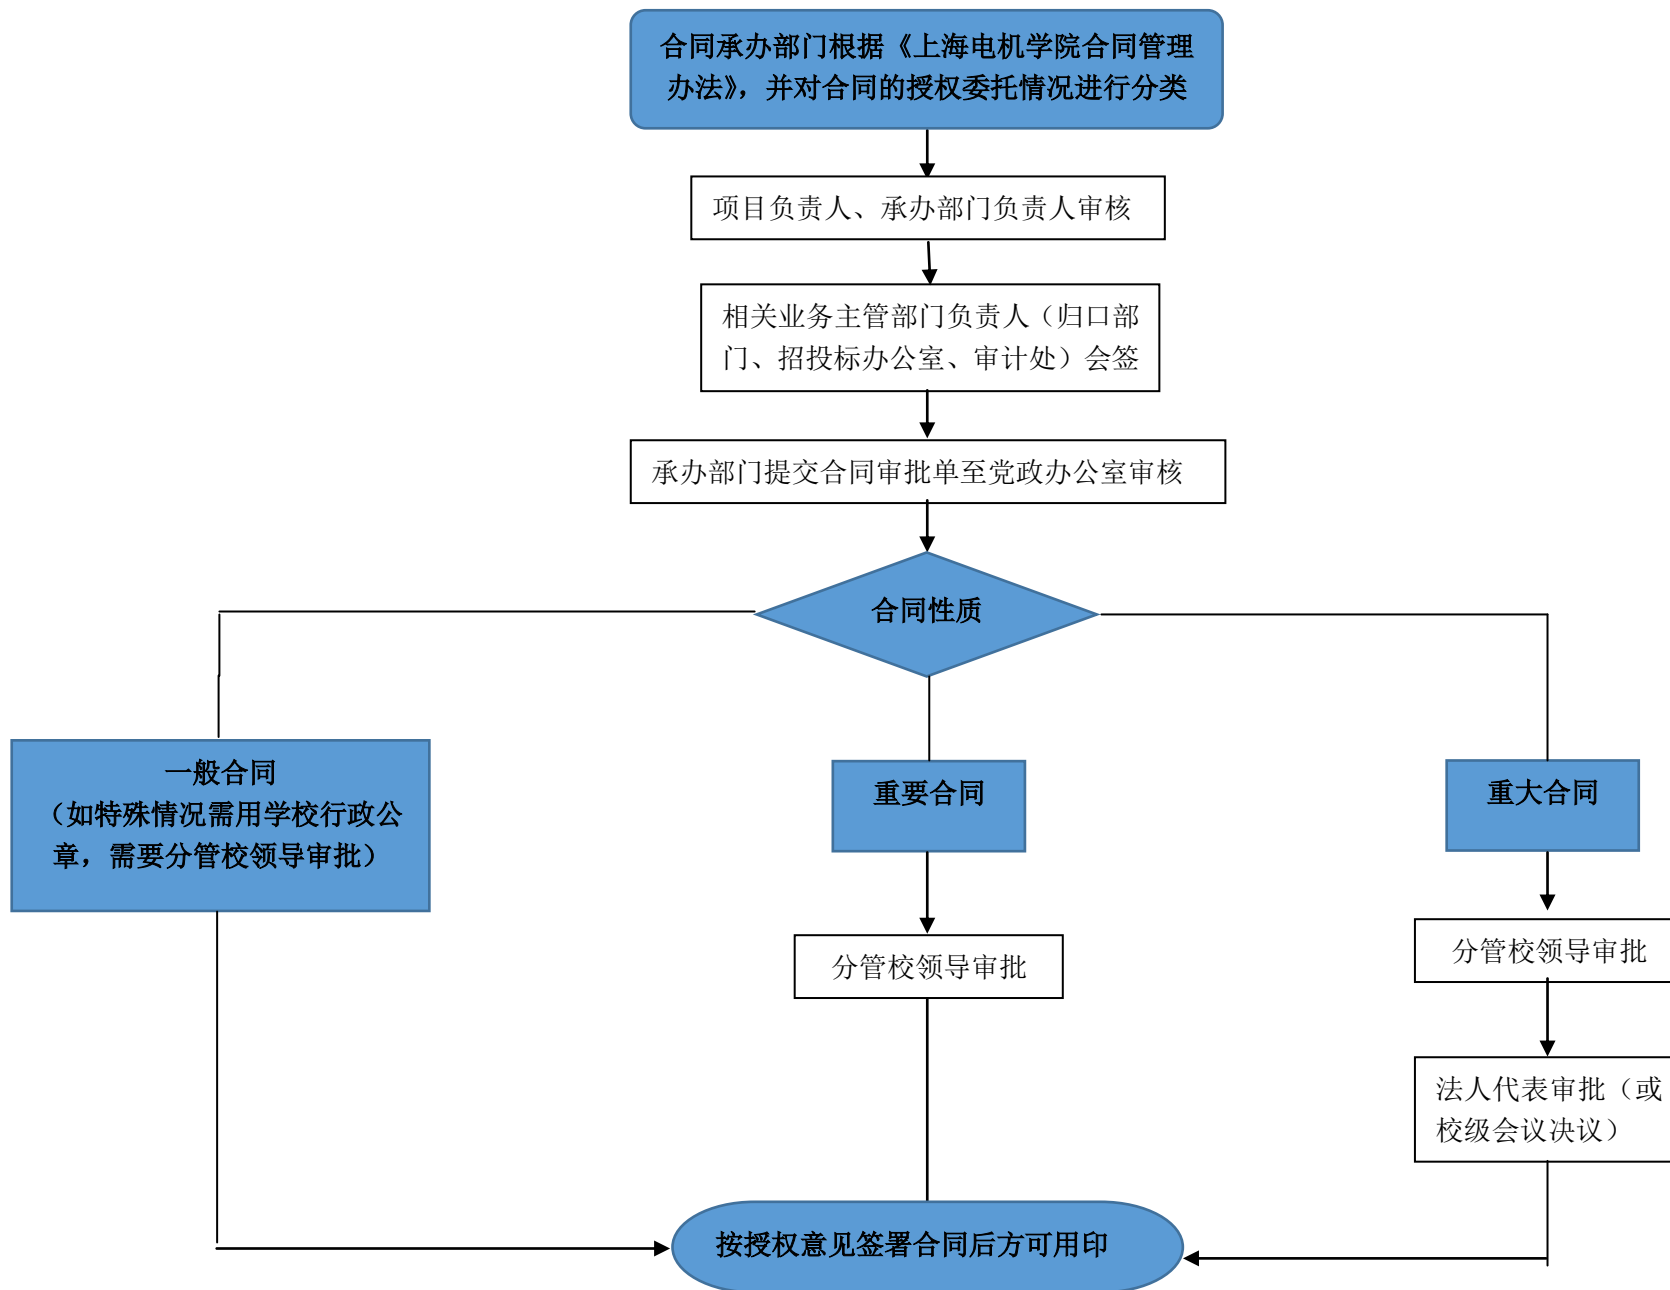 合同承办部门根据《上海电机学院合同管理
办法》，并对合同的授权委托情况进行分类
项目负责人、承办部门负责人审核
相关业务主管部门负责人（归口部
门、招投标办公室、审计处）会签
承办部门提交合同审批单至党政办公室审核
合同性质
一般合同
（如特殊情况需用学校行政公
章，需要分管校领导审批）
重要合同
重大合同
分管校领导审批
分管校领导审批
法人代表审批（或
校级会议决议）
按授权意见签署合同后方可用印